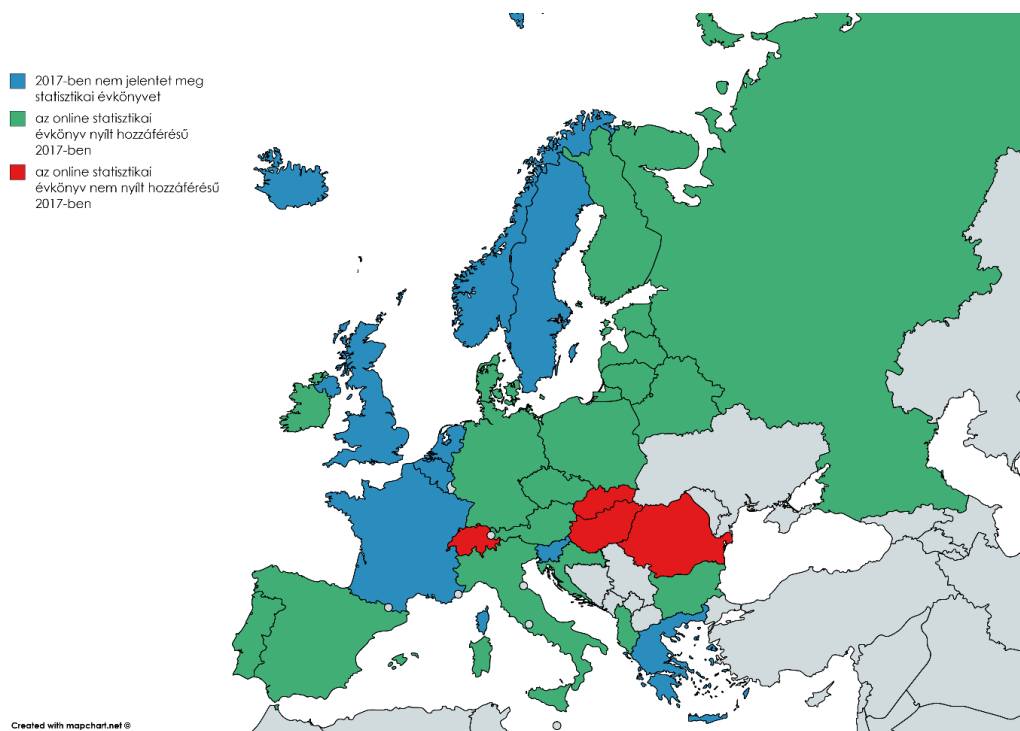 2017-ben nem jelentet meg
statisztikai évkönyvet
az online statisztikai
évkönyv nyílt hozzáférésű
2017-ben
az online statisztikai
évkönyv nem nyílt hozzáférésű
2017-ben
Created with mapchart.net ©